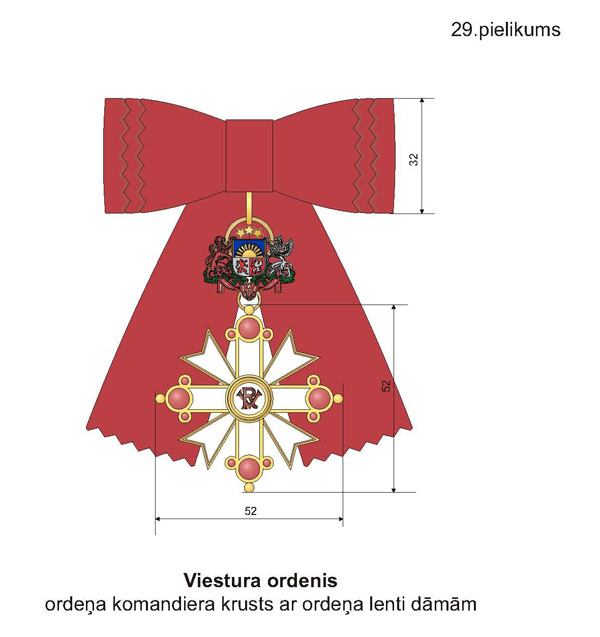 29.pielikums
32
52
52
Viestura ordenis
ordeņa komandiera krusts ar ordeņa lenti dāmām